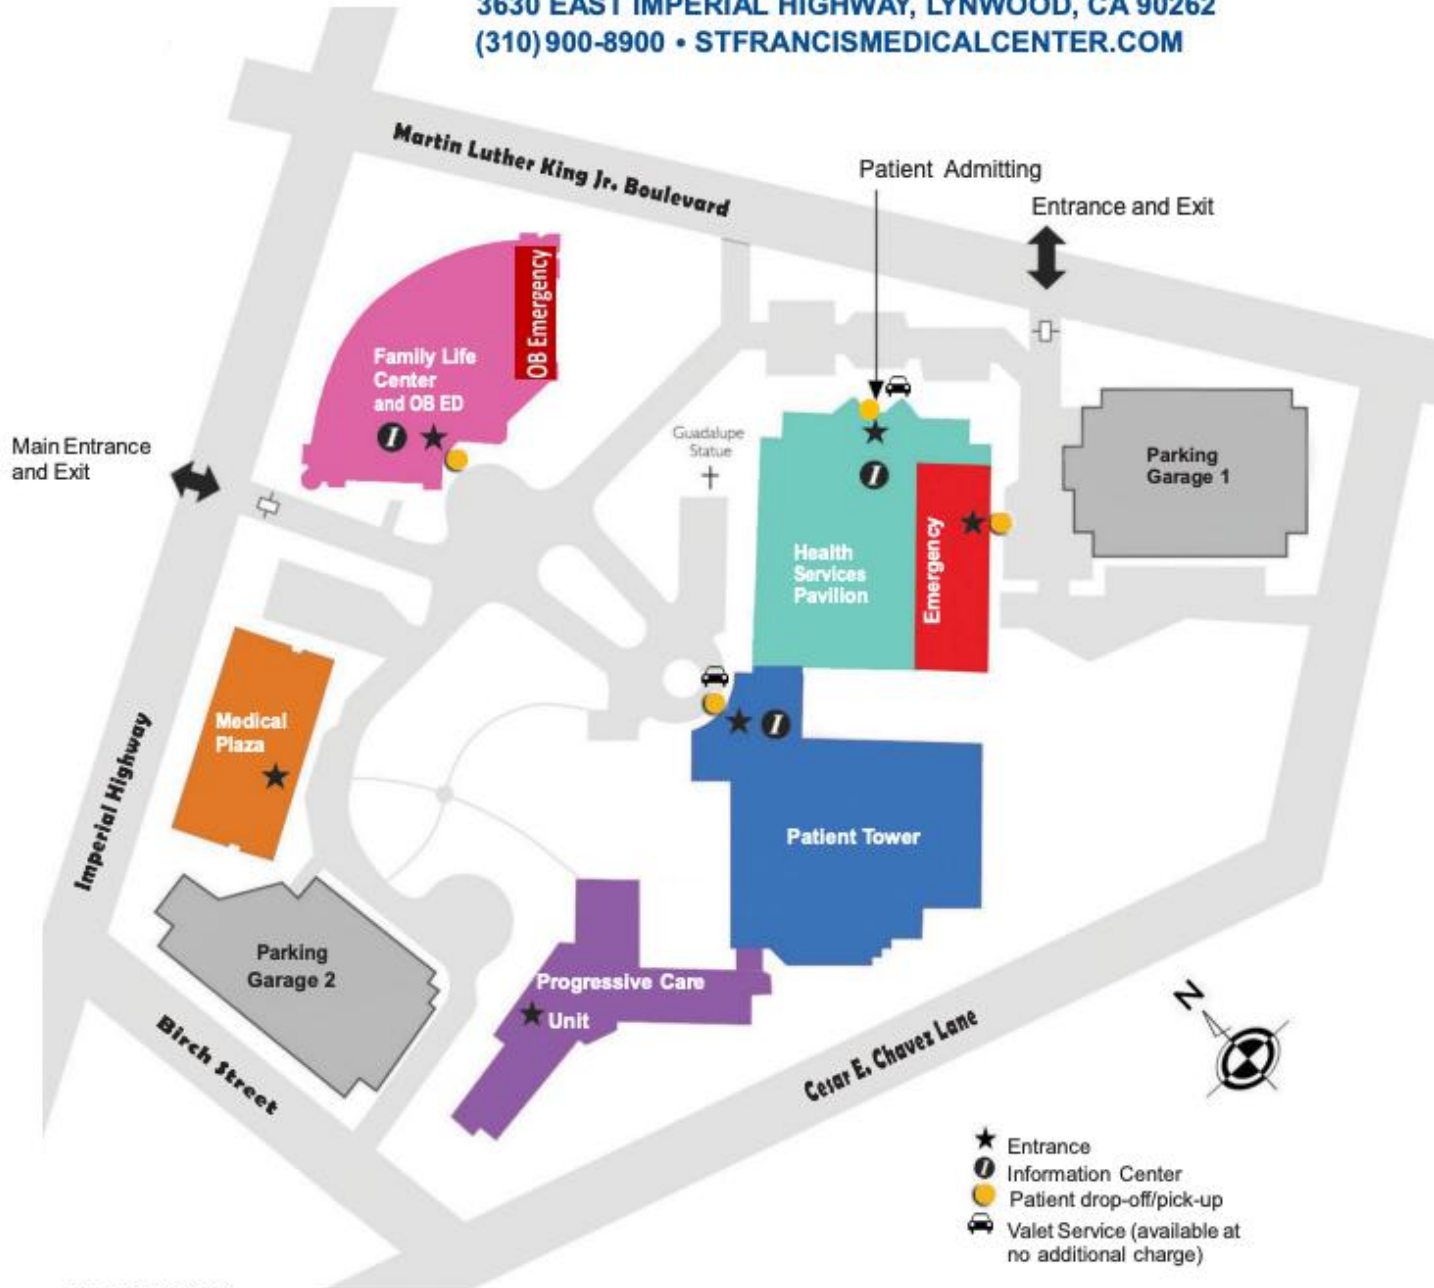 3630 EAST IMPERIAL HIGHWAY, LYNWOOD, CA 90262
(310) 900-8900 • STFRANCISMEDICALCENTER.COM
Martin Luther King Jr. Boulevard
Patient Admitting
Entrance and Exit
OB Emergency
Family Life
Center
and OB ED
I
Main Entrance
and Exit
Guadalupe
Statue
I
Parking
Garage 1
Emergency
Health
Services
Pavilion
Medical
Plaza
I
Imperial Highway
Patient Tower
Parking
Garage 2
Progressive Care
Unit
Birch Street
Cesar E. Chavez Lane
N
Entrance
I Information Center
Patient drop-off/pick-up
Valet Service (available at
no additional charge)